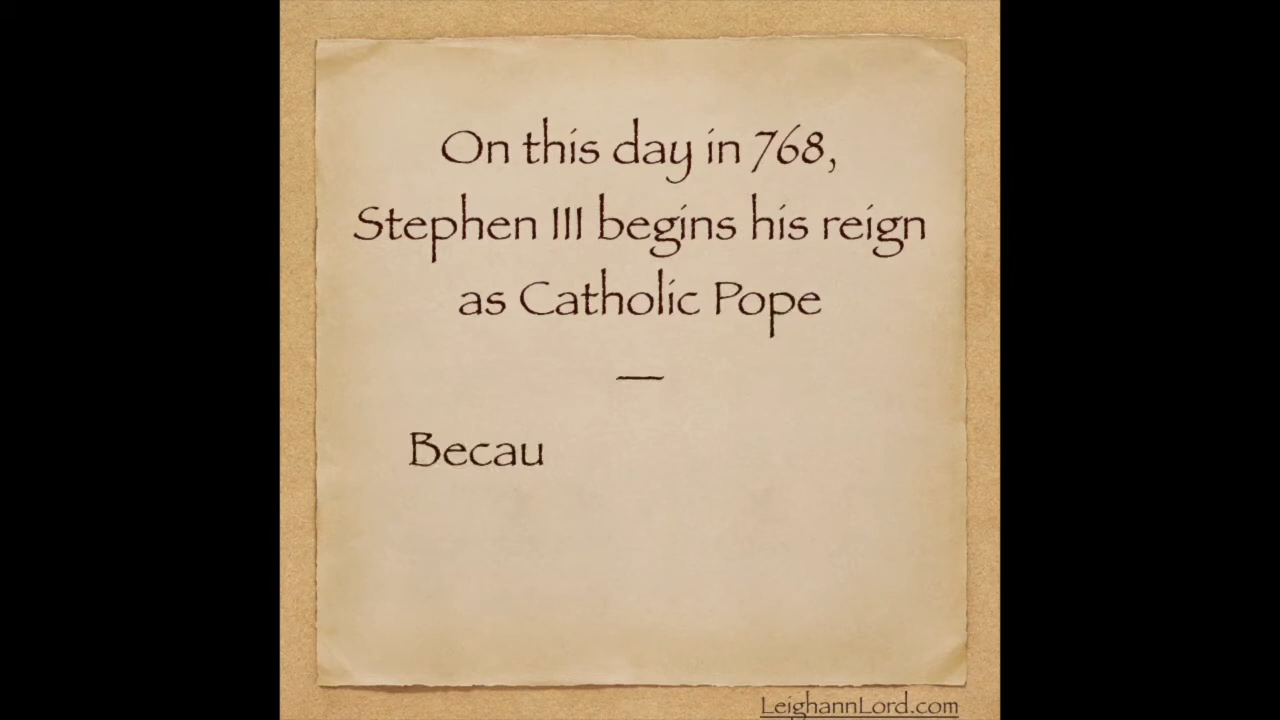 On this day in 768,
Stephen III begins his reign
as Catholic Pope
—
Becau
LeighannLord.com